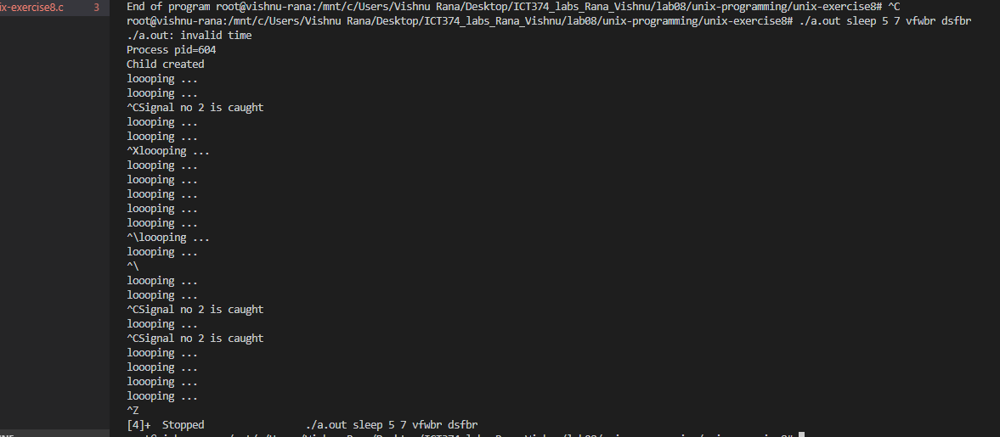 ix-exercise8.c 3
End of program root@vishnu-rana:/mnt/c/Users/Vishnu Rana/Desktop/ICT374_labs_Rana_Vishnu/lab08/unix-programming/unix-exercise8# ^C
root@vishnu-rana:/mnt/c/Users/Vishnu Rana/Desktop/ICT374_labs_Rana_Vishnu/lab08/unix-programming/unix-exercise8# ./a.out sleep 5 7 vfwbr dsfbr
./a.out: invalid time
Process pid=604
Child created
loooping ...
loooping ...
^CSignal no 2 is caught
loooping ...
loooping ...
^Xloooping ...
loooping ...
loooping ...
loooping ...
loooping ...
loooping ...
^\loooping ...
loooping ...
^\
loooping ...
loooping ...
^CSignal no 2 is caught
loooping ...
^CSignal no 2 is caught
loooping ...
loooping ...
loooping ...
loooping ...
^Z
[4]+  Stopped                 ./a.out sleep 5 7 vfwbr dsfbr